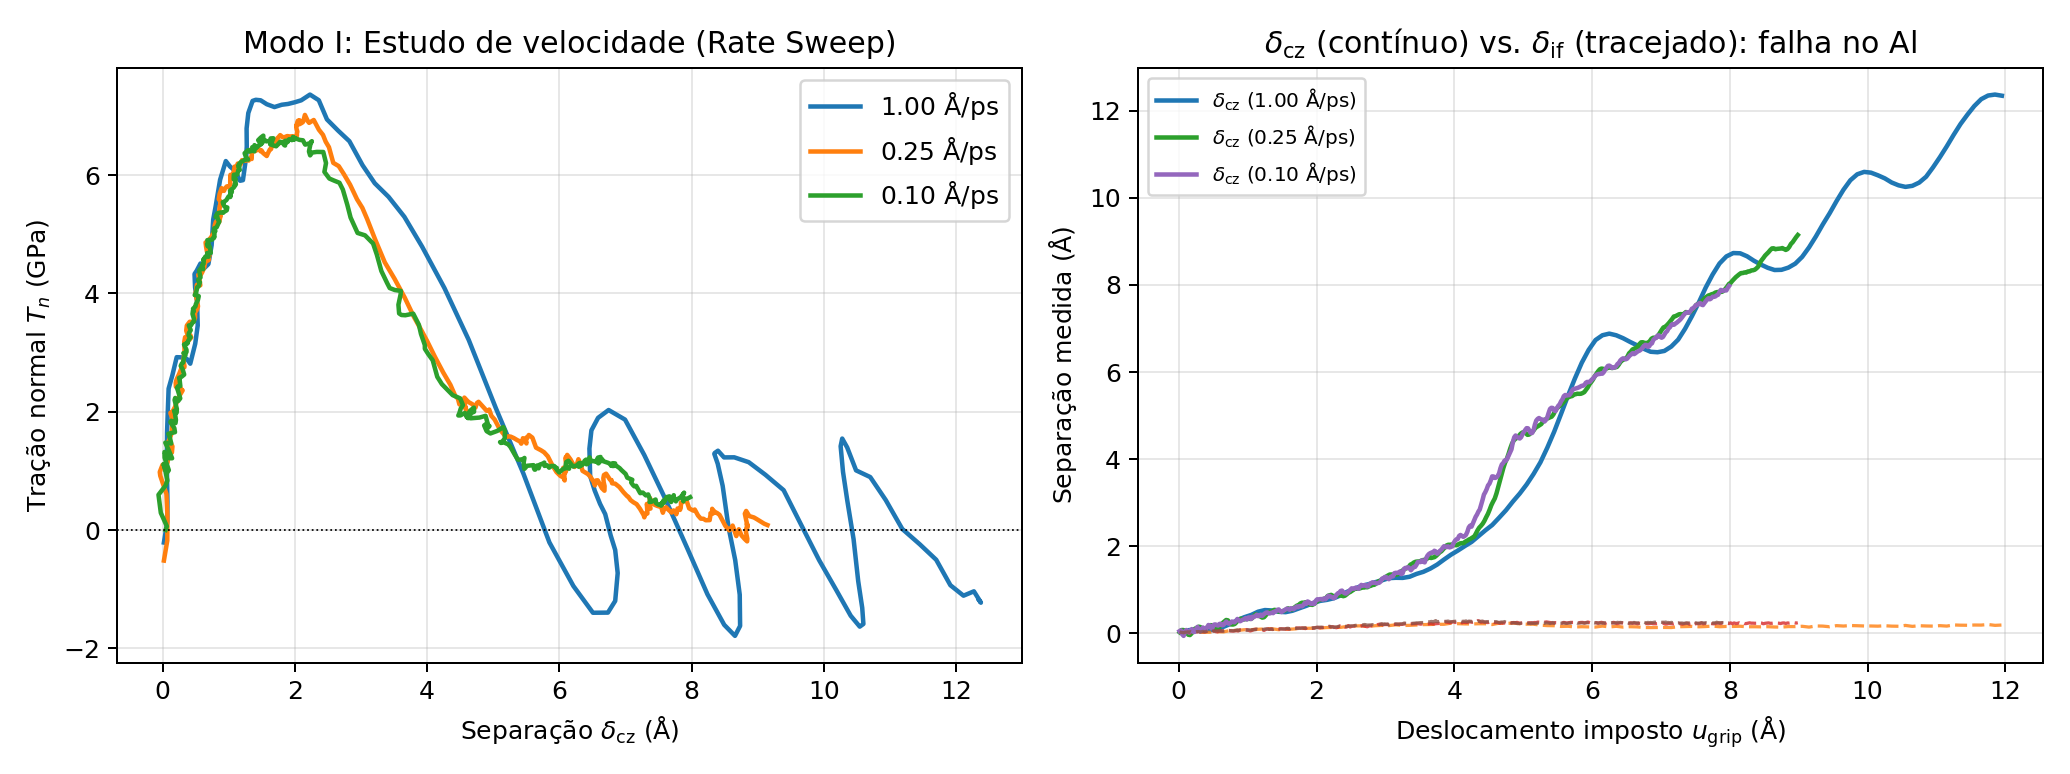 Modo I: Estudo de velocidade (Rate Sweep)
1.00 Å/ps
0.25 Å/ps
0.10 Å/ps
Tração normal Tₙ (GPa)
6
4
2
0
−2
0 2 4 6 8 10 12
Separação δcz (Å)
δcz (contínuo) vs. δif (tracejado): falha no Al
δcz (1.00 Å/ps)
δcz (0.25 Å/ps)
δcz (0.10 Å/ps)
Separação medida (Å)
12
10
8
6
4
2
0
0 2 4 6 8 10 12
Deslocamento imposto ugrip (Å)